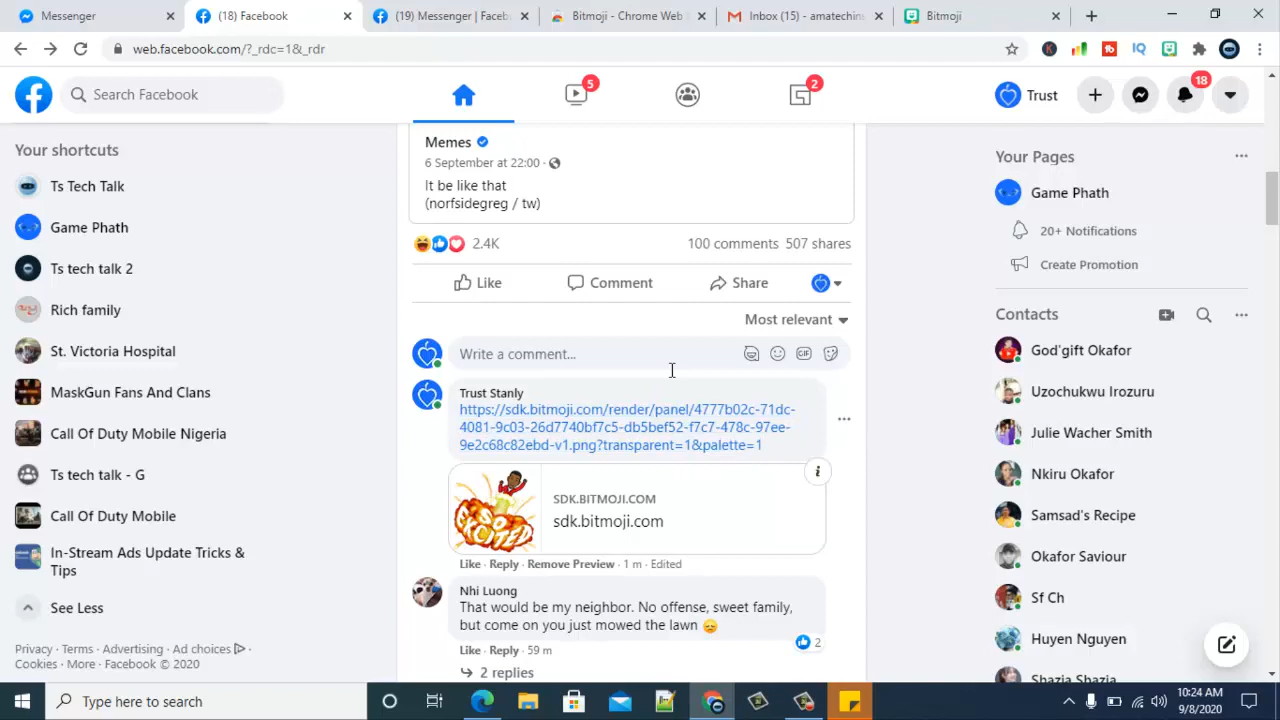 Messenger
(18) Facebook
(19) Messenger | Faceb
Bitmoji - Chrome Web
Inbox (15) - amatechin
Bitmoji
web.facebook.com/?_rdc=1&_rdr
IQ
Search Facebook
5
2
Trust
18
Your shortcuts
Ts Tech Talk
Game Phath
Ts tech talk 2
Rich family
St. Victoria Hospital
MaskGun Fans And Clans
Call Of Duty Mobile Nigeria
Ts tech talk - G
Call Of Duty Mobile
In-Stream Ads Update Tricks &
Tips
See Less
Privacy · Terms · Advertising · Ad choices
Cookies · More · Facebook © 2020
Memes
6 September at 22:00 ·
It be like that
(norfsidegreg / tw)
2.4K
100 comments 507 shares
Like
Comment
Share
Most relevant
Write a comment...
GIF
Trust Stanly
https://sdk.bitmoji.com/render/panel/4777b02c-71dc-
4081-9c03-26d7740bf7c5-db5bef52-f7c7-478c-97ee-
9e2c68c82ebd-v1.png?transparent=1&palette=1
SO
EXCITED
SDK.BITMOJI.COM
sdk.bitmoji.com
Like · Reply · Remove Preview · 1 m · Edited
Nhi Luong
That would be my neighbor. No offense, sweet family,
but come on you just mowed the lawn
2
Like · Reply · 59 m
2 replies
Your Pages
Game Phath
20+ Notifications
Create Promotion
Contacts
God'gift Okafor
Uzochukwu Irozuru
Julie Wacher Smith
Nkiru Okafor
Samsad's Recipe
Okafor Saviour
Sf Ch
Huyen Nguyen
Shazia Shazia
Type here to search
10:24 AM
9/8/2020